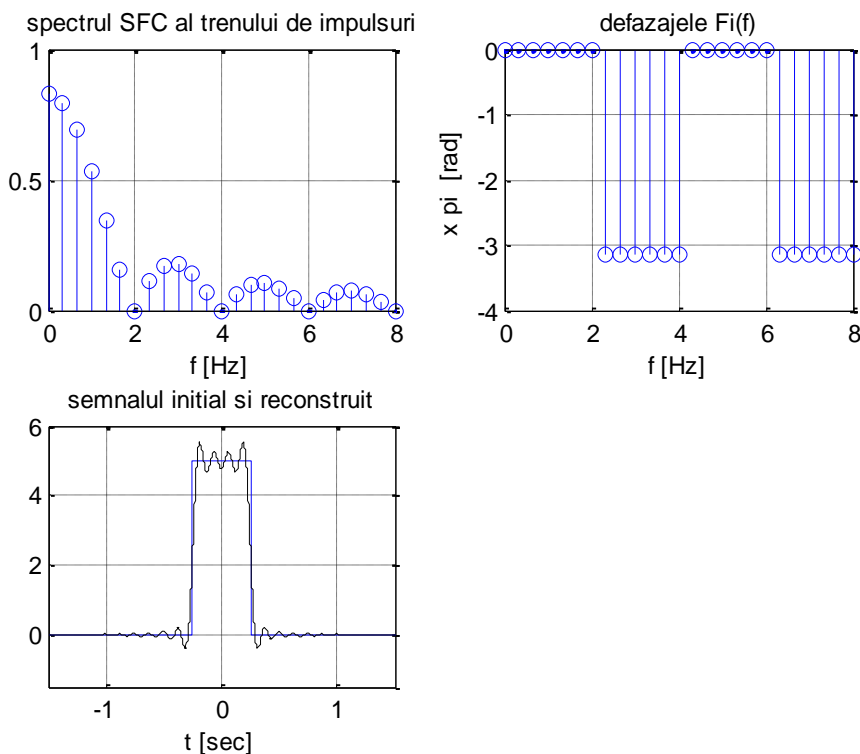 spectrul SFC al trenului de impulsuri
1
0.5
0
0 2 4 6 8
f [Hz]
defazajele Fi(f)
x pi [rad]
0
-1
-2
-3
-4
0 2 4 6 8
f [Hz]
semnalul initial si reconstruit
6
4
2
0
-1 0 1
t [sec]